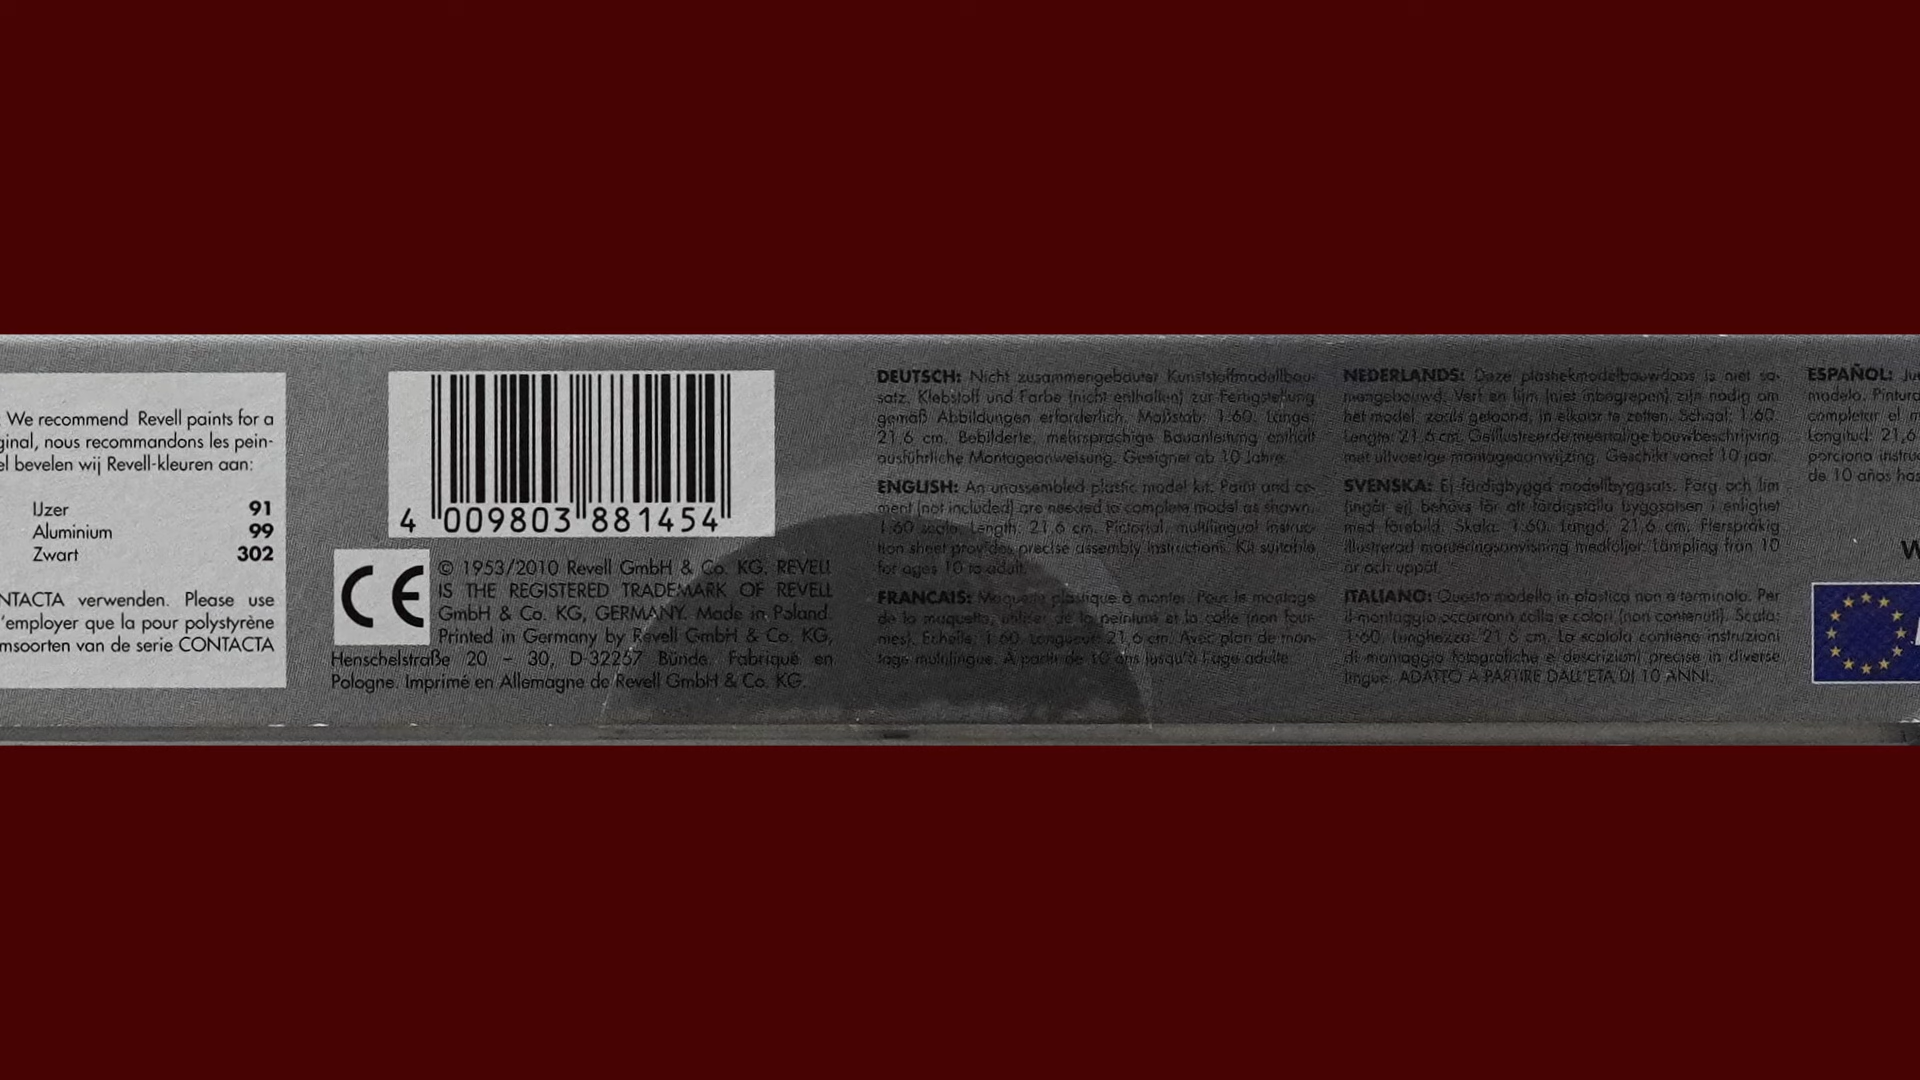 We recommend Revell paints for a
ginal, nous recommandons les pein-
el bevelen wij Revell-kleuren aan:
IJzer 91
Aluminium 99
Zwart 302
NTACTA verwenden. Please use
'employer que la pour polystyrène
msoorten van de serie CONTACTA
4 009803 881454
CE
© 1953/2010 Revell GmbH & Co. KG. REVELL
IS THE REGISTERED TRADEMARK OF REVELL
GmbH & Co. KG, GERMANY. Made in Poland.
Printed in Germany by Revell GmbH & Co. KG,
Henschelstraße 20 – 30, D-32257 Bünde. Fabriqué en
Pologne. Imprimé en Allemagne de Revell GmbH & Co. KG.
DEUTSCH: Nicht zusammengebauter Kunststoffmodellbau-
satz. Klebstoff und Farbe (nicht enthalten) zur Fertigstellung
gemäß Abbildungen erforderlich. Maßstab: 1:60. Länge:
21,6 cm. Bebilderte, mehrsprachige Bauanleitung enthält
ausführliche Montageanweisung. Geeignet ab 10 Jahre.
ENGLISH: An unassembled plastic model kit. Paint and ce-
ment (not included) are needed to complete model as shown.
1:60 scale. Length: 21,6 cm. Pictorial, multilingual instruc-
tion sheet provides precise assembly instructions. Kit suitable
for ages 10 to adult.
FRANCAIS: Maquette plastique à monter. Pour le montage
de la maquette, utiliser de la peinture et la colle (non four-
nies). Echelle: 1:60. Longueur: 21,6 cm. Avec plan de mon-
tage multilingue. À partir de 10 ans jusqu'à l'age adulte.
NEDERLANDS: Deze plastiekmodelbouwdoos is niet sa-
mengebouwd. Verf en lijm (niet inbegrepen) zijn nodig om
het model, zoals getoond, in elkaar te zetten. Schaal: 1:60.
Lengte: 21,6 cm. Geïllustreerde meertalige bouwbeschrijving
met uitvoerige montageaanwijzing. Geschikt vanaf 10 jaar.
SVENSKA: Ej färdigbyggd modellbyggsats. Färg och lim
(ingår ej) behövs för att färdigställa byggsatsen i enlighet
med förebild. Skala: 1:60. Längd: 21,6 cm. Flerspråkig
illustrerad monteringsanvisning medföljer. Lämplig från 10
år och uppåt.
ITALIANO: Questo modello in plastica non è terminato. Per
il montaggio occorrono colla e colori (non contenuti). Scala:
1:60. Lunghezza: 21,6 cm. La scatola contiene instruzioni
di montaggio fotografiche e descrizioni precise in diverse
lingue. ADATTO A PARTIRE DALL'ETA DI 10 ANNI.
ESPAÑOL: Ju
modelo. Pintura
completar el m
Longitud: 21,6
porciona instruc
de 10 años has
W